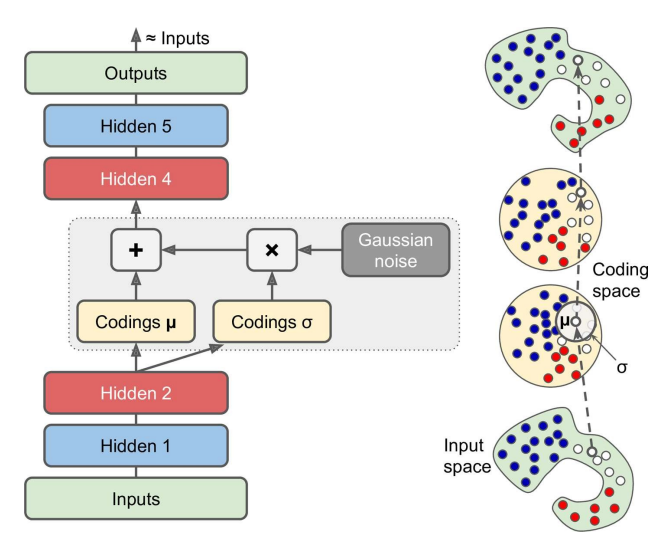 ≈ Inputs
Outputs
Hidden 5
Hidden 4
+
×
Gaussian
noise
Codings μ
Codings σ
Hidden 2
Hidden 1
Inputs
Coding
space
μ
σ
Input
space